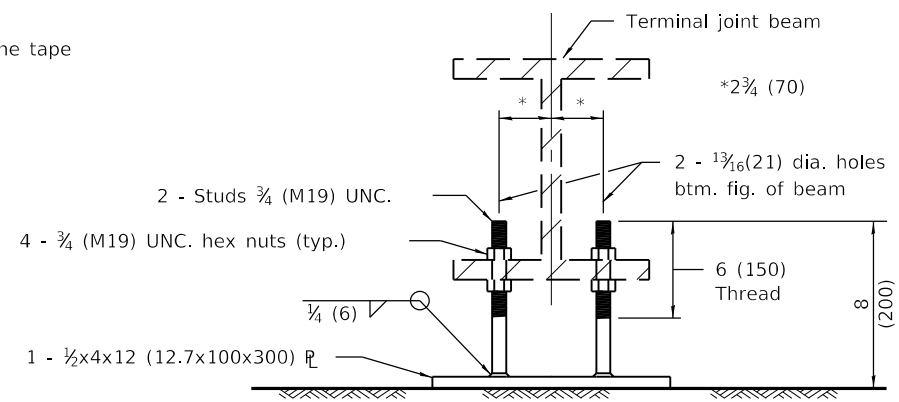 Terminal joint beam
he tape
*2¾ (70)
* *
2 - ¹³⁄₁₆(21) dia. holes
btm. flg. of beam
2 - Studs ¾ (M19) UNC.
4 - ¾ (M19) UNC. hex nuts (typ.)
6 (150)
Thread
8
(200)
¼ (6)
1 - ½x4x12 (12.7x100x300) ℄